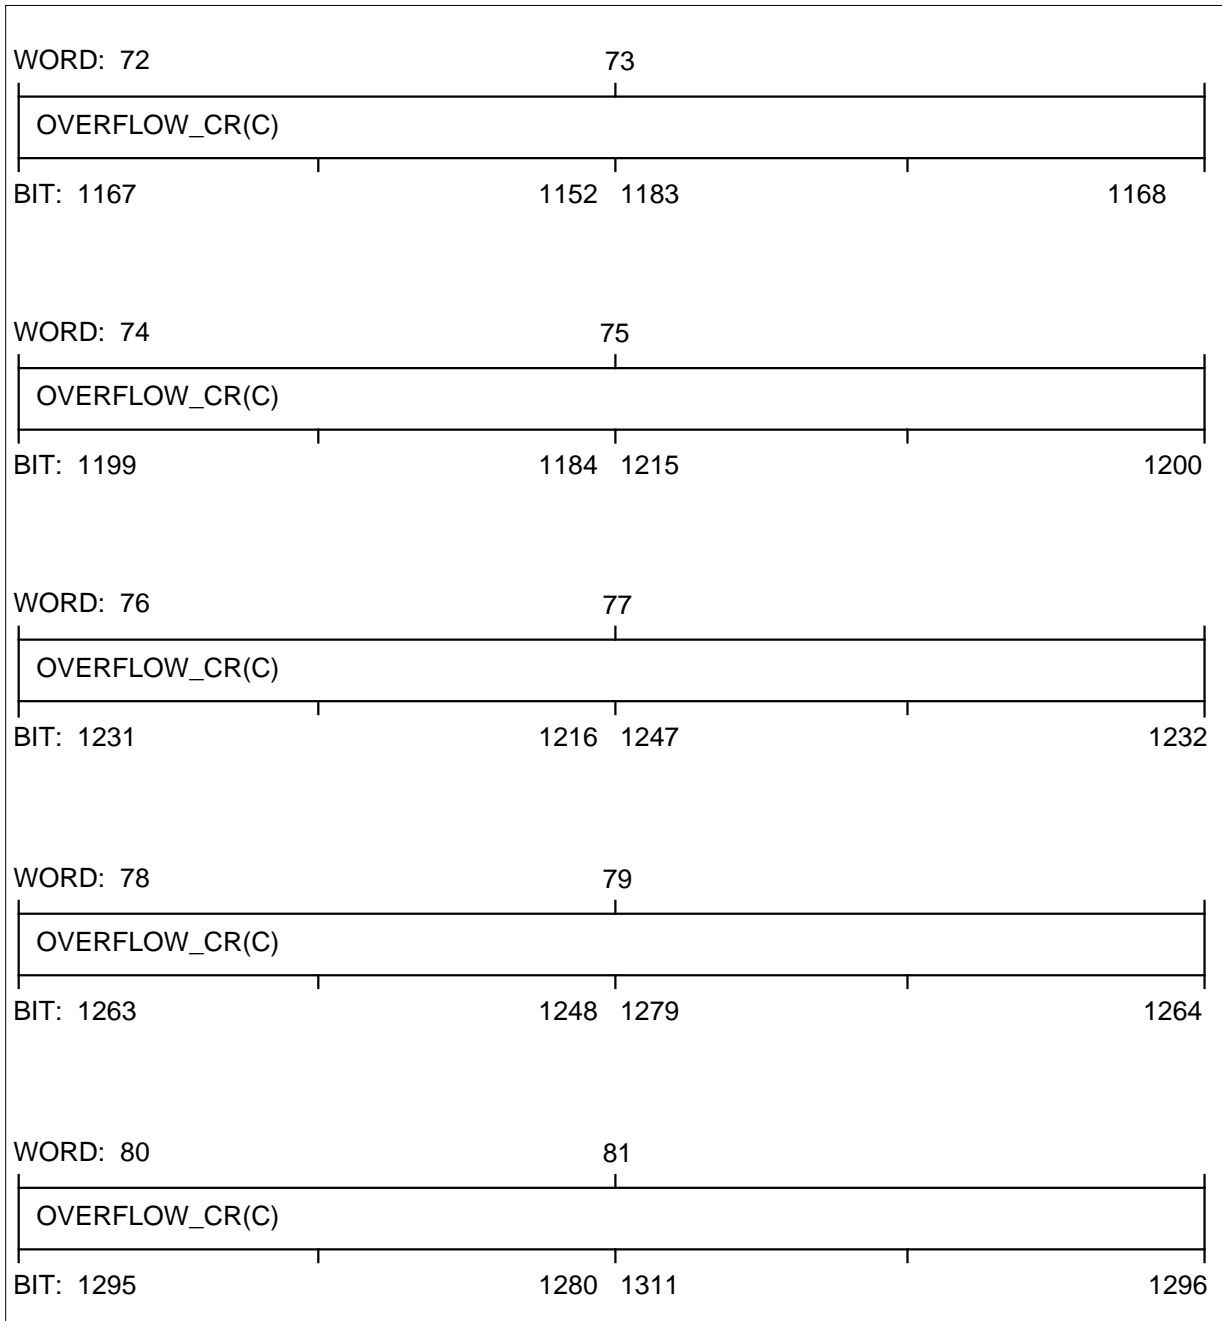 WORD: 72 73
OVERFLOW_CR(C)
BIT: 1167 1152 1183 1168
WORD: 74 75
OVERFLOW_CR(C)
BIT: 1199 1184 1215 1200
WORD: 76 77
OVERFLOW_CR(C)
BIT: 1231 1216 1247 1232
WORD: 78 79
OVERFLOW_CR(C)
BIT: 1263 1248 1279 1264
WORD: 80 81
OVERFLOW_CR(C)
BIT: 1295 1280 1311 1296